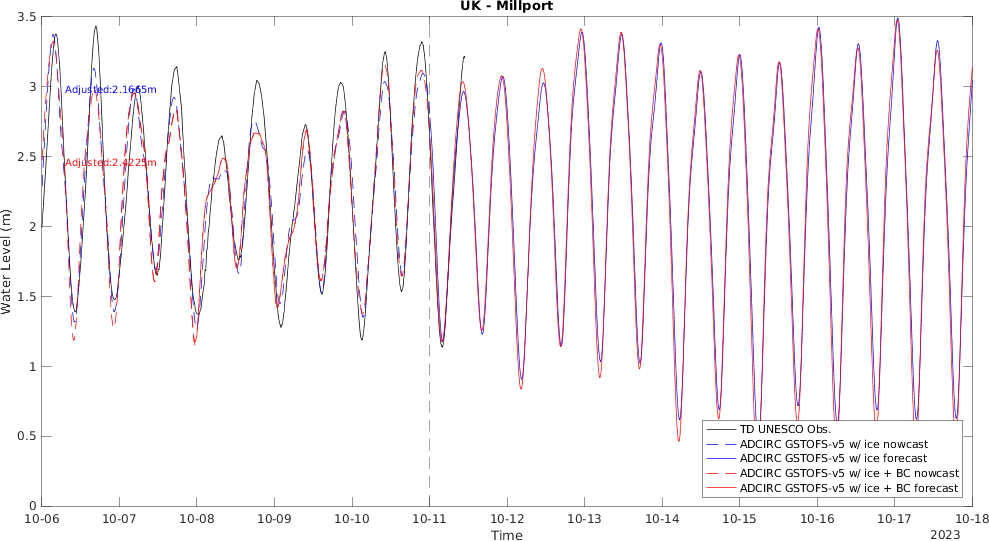 UK - Millport
Water Level (m)
3.5
3
2.5
2
1.5
1
0.5
0
Adjusted:2.1665m
Adjusted:2.4225m
TD UNESCO Obs.
ADCIRC GSTOFS-v5 w/ ice nowcast
ADCIRC GSTOFS-v5 w/ ice forecast
ADCIRC GSTOFS-v5 w/ ice + BC nowcast
ADCIRC GSTOFS-v5 w/ ice + BC forecast
10-06 10-07 10-08 10-09 10-10 10-11 10-12 10-13 10-14 10-15 10-16 10-17 10-18
Time
2023